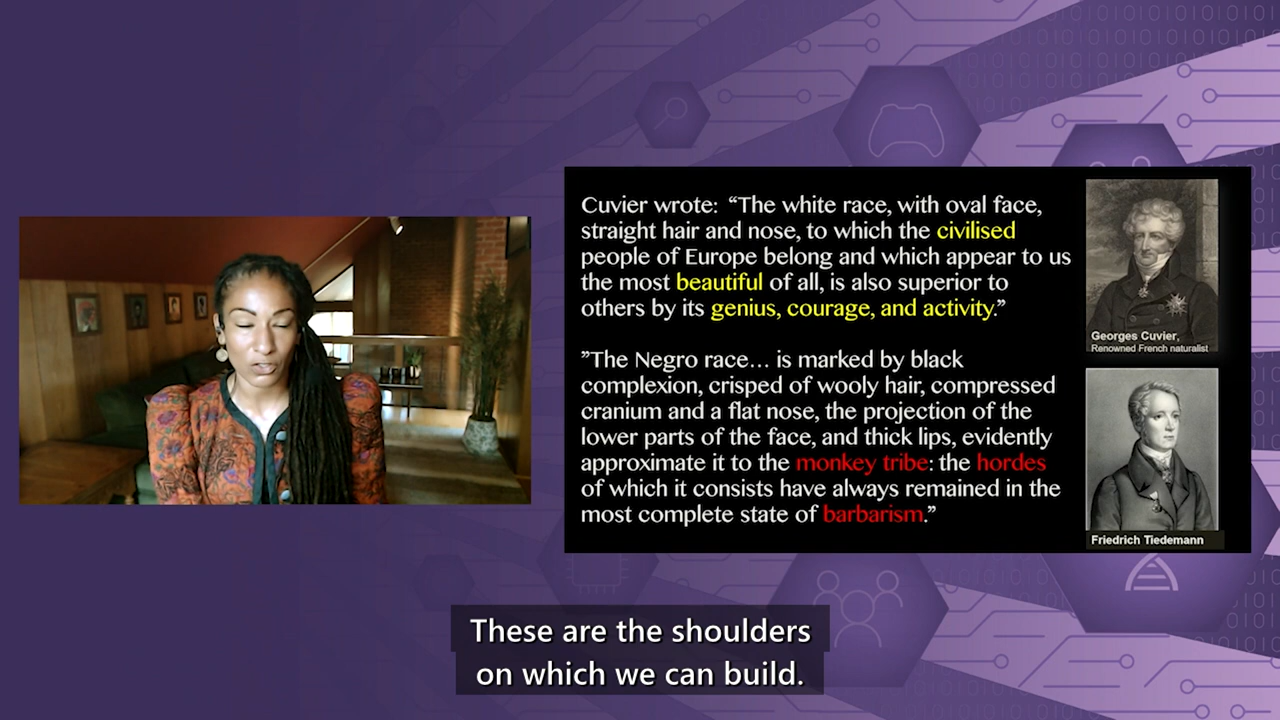 Cuvier wrote: “The white race, with oval face,
straight hair and nose, to which the civilised
people of Europe belong and which appear to us
the most beautiful of all, is also superior to
others by its genius, courage, and activity.”
”The Negro race... is marked by black
complexion, crisped of wooly hair, compressed
cranium and a flat nose, the projection of the
lower parts of the face, and thick lips, evidently
approximate it to the monkey tribe: the hordes
of which it consists have always remained in the
most complete state of barbarism.”
Georges Cuvier,
Renowned French naturalist
Friedrich Tiedemann
These are the shoulders
on which we can build.